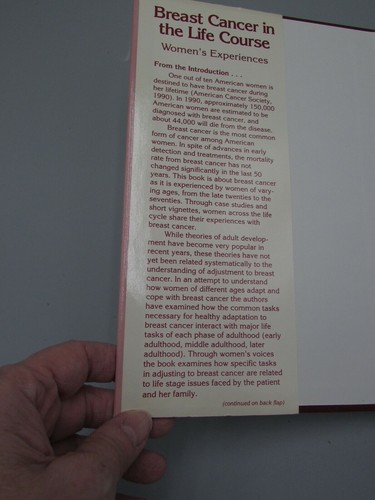 Breast Cancer in
the Life Course
Women's Experiences
From the Introduction . . .
One out of ten American women is
destined to have breast cancer during
her lifetime (American Cancer Society,
1990). In 1990, approximately 150,000
American women are estimated to be
diagnosed with breast cancer, and
about 44,000 will die from the disease.
Breast cancer is the most common
form of cancer among American
women. In spite of advances in early
detection and treatments, the mortality
rate from breast cancer has not
changed significantly in the last 50
years. This book is about breast cancer
as it is experienced by women of vary-
ing ages, from the late twenties to the
seventies. Through case studies and
short vignettes, women across the life
cycle share their experiences with
breast cancer.
While theories of adult develop-
ment have become very popular in
recent years, these theories have not
yet been related systematically to the
understanding of adjustment to breast
cancer. In an attempt to understand
how women of different ages adapt and
cope with breast cancer the authors
have examined how the common tasks
necessary for healthy adaptation to
breast cancer interact with major life
tasks of each phase of adulthood (early
adulthood, middle adulthood, later
adulthood). Through women's voices
the book examines how specific tasks
in adjusting to breast cancer are related
to life stage issues faced by the patient
and her family.
(continued on back flap)